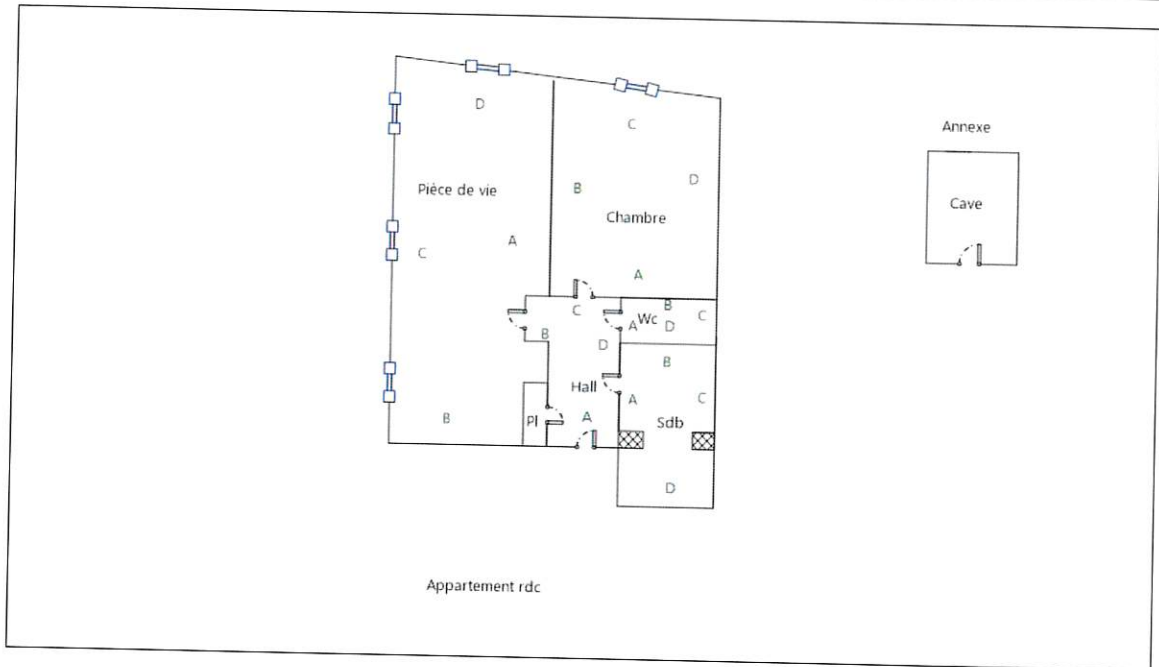 D
C
Annexe
Pièce de vie
B
D
Cave
Chambre
C
A
A
B
C
Wc
C
A
D
B
D
B
Hall
A
C
B
Pl
A
Sdb
D
Appartement rdc